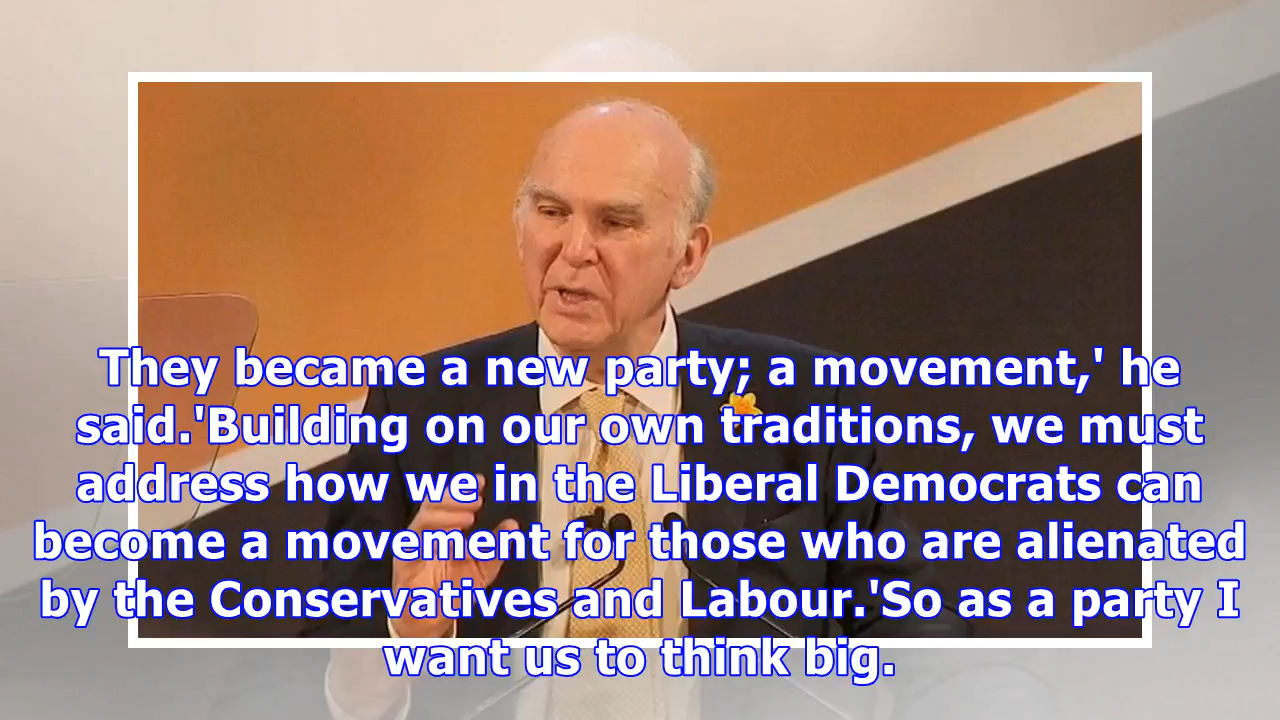 They became a new party; a movement,' he
said.'Building on our own traditions, we must
address how we in the Liberal Democrats can
become a movement for those who are alienated
by the Conservatives and Labour.'So as a party I
want us to think big.